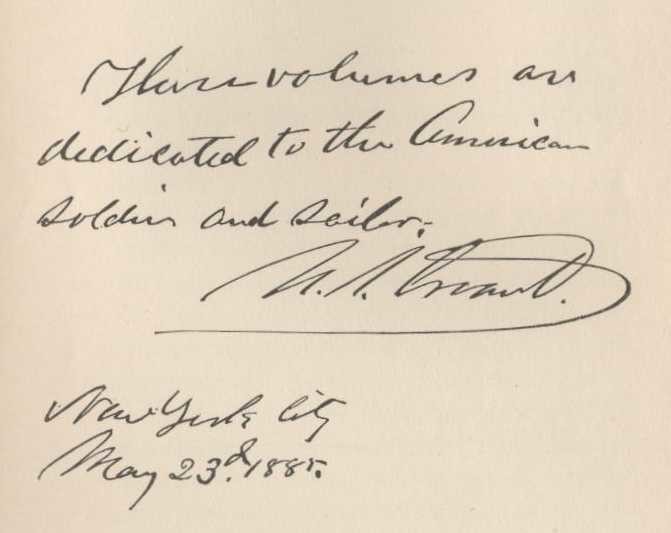 These volumes are
dedicated to the American
soldier and sailor.
U. S. Grant.
New York City
May 23d. 1885.